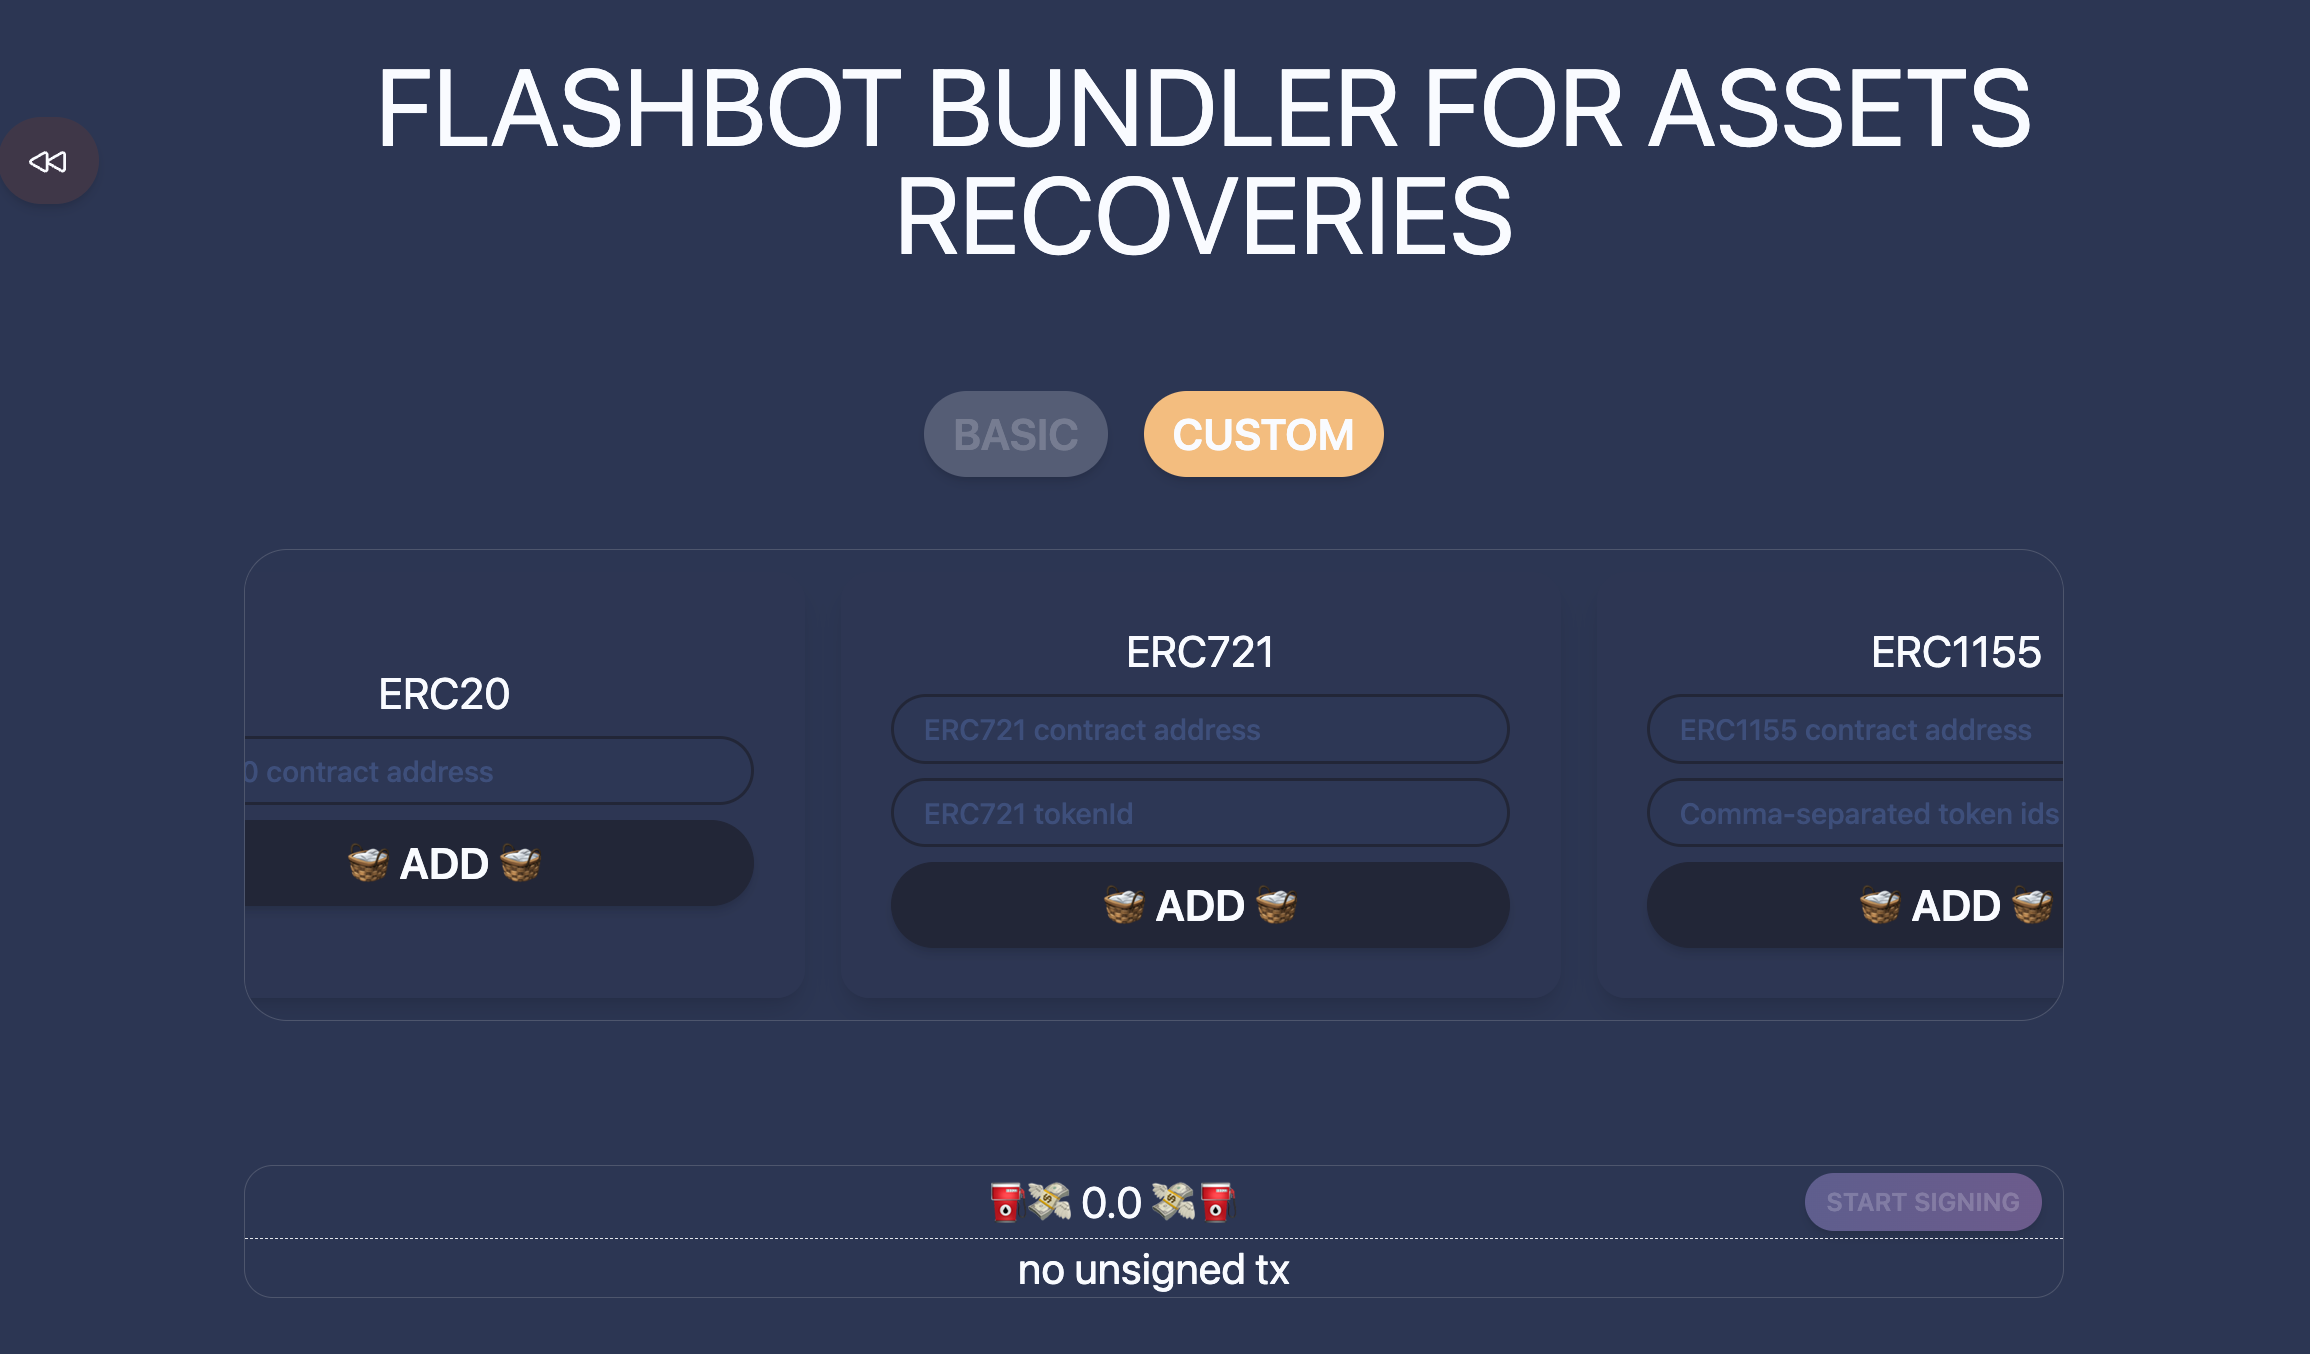 FLASHBOT BUNDLER FOR ASSETS
RECOVERIES
BASIC
CUSTOM
ERC20
0 contract address
ADD
ERC721
ERC721 contract address
ERC721 tokenId
ADD
ERC1155
ERC1155 contract address
Comma-separated token ids
ADD
0.0
START SIGNING
no unsigned tx